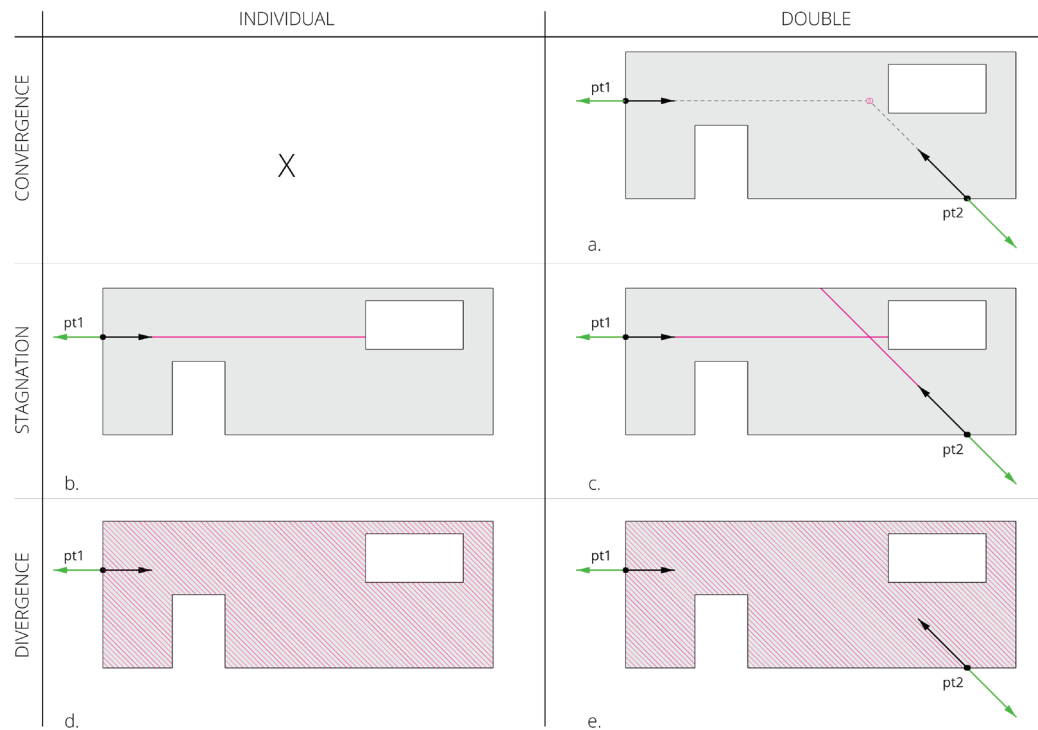 INDIVIDUAL
DOUBLE
CONVERGENCE
X
pt1
pt2
a.
STAGNATION
pt1
b.
pt1
pt2
c.
DIVERGENCE
pt1
d.
pt1
pt2
e.